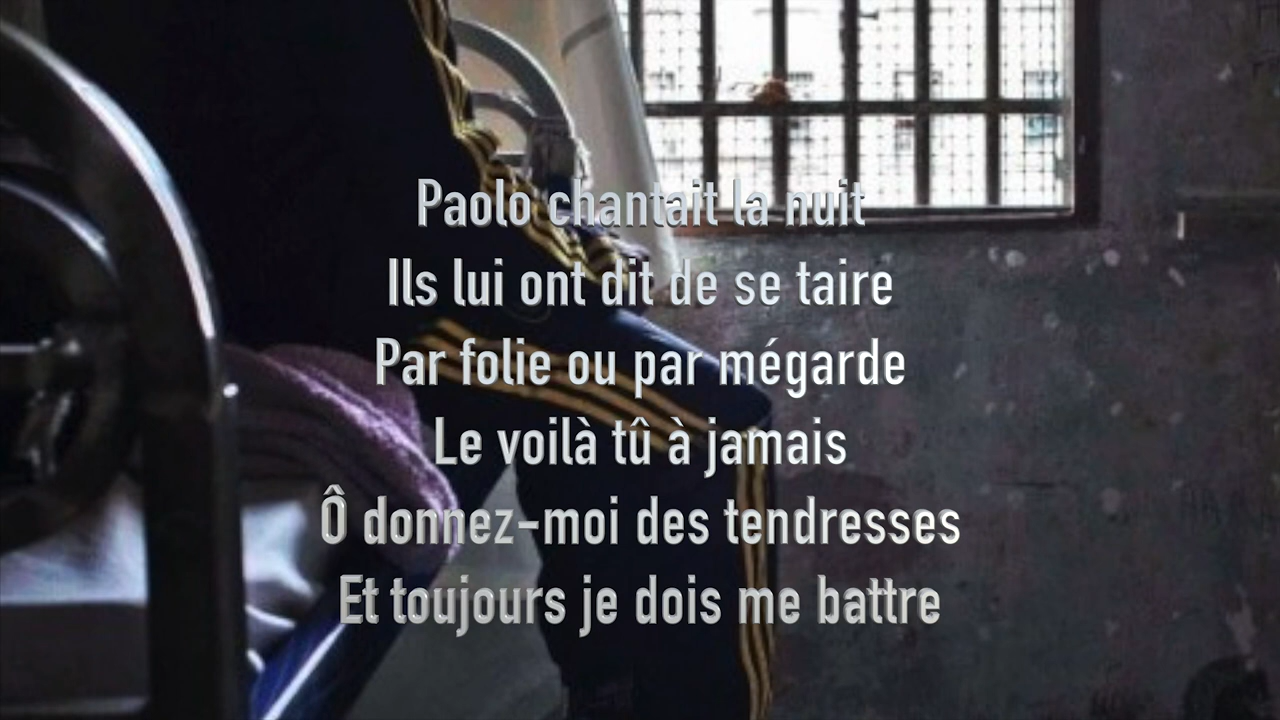 Paolo chantait la nuit
Ils lui ont dit de se taire
Par folie ou par mégarde
Le voilà tû à jamais
Ô donnez-moi des tendresses
Et toujours je dois me battre